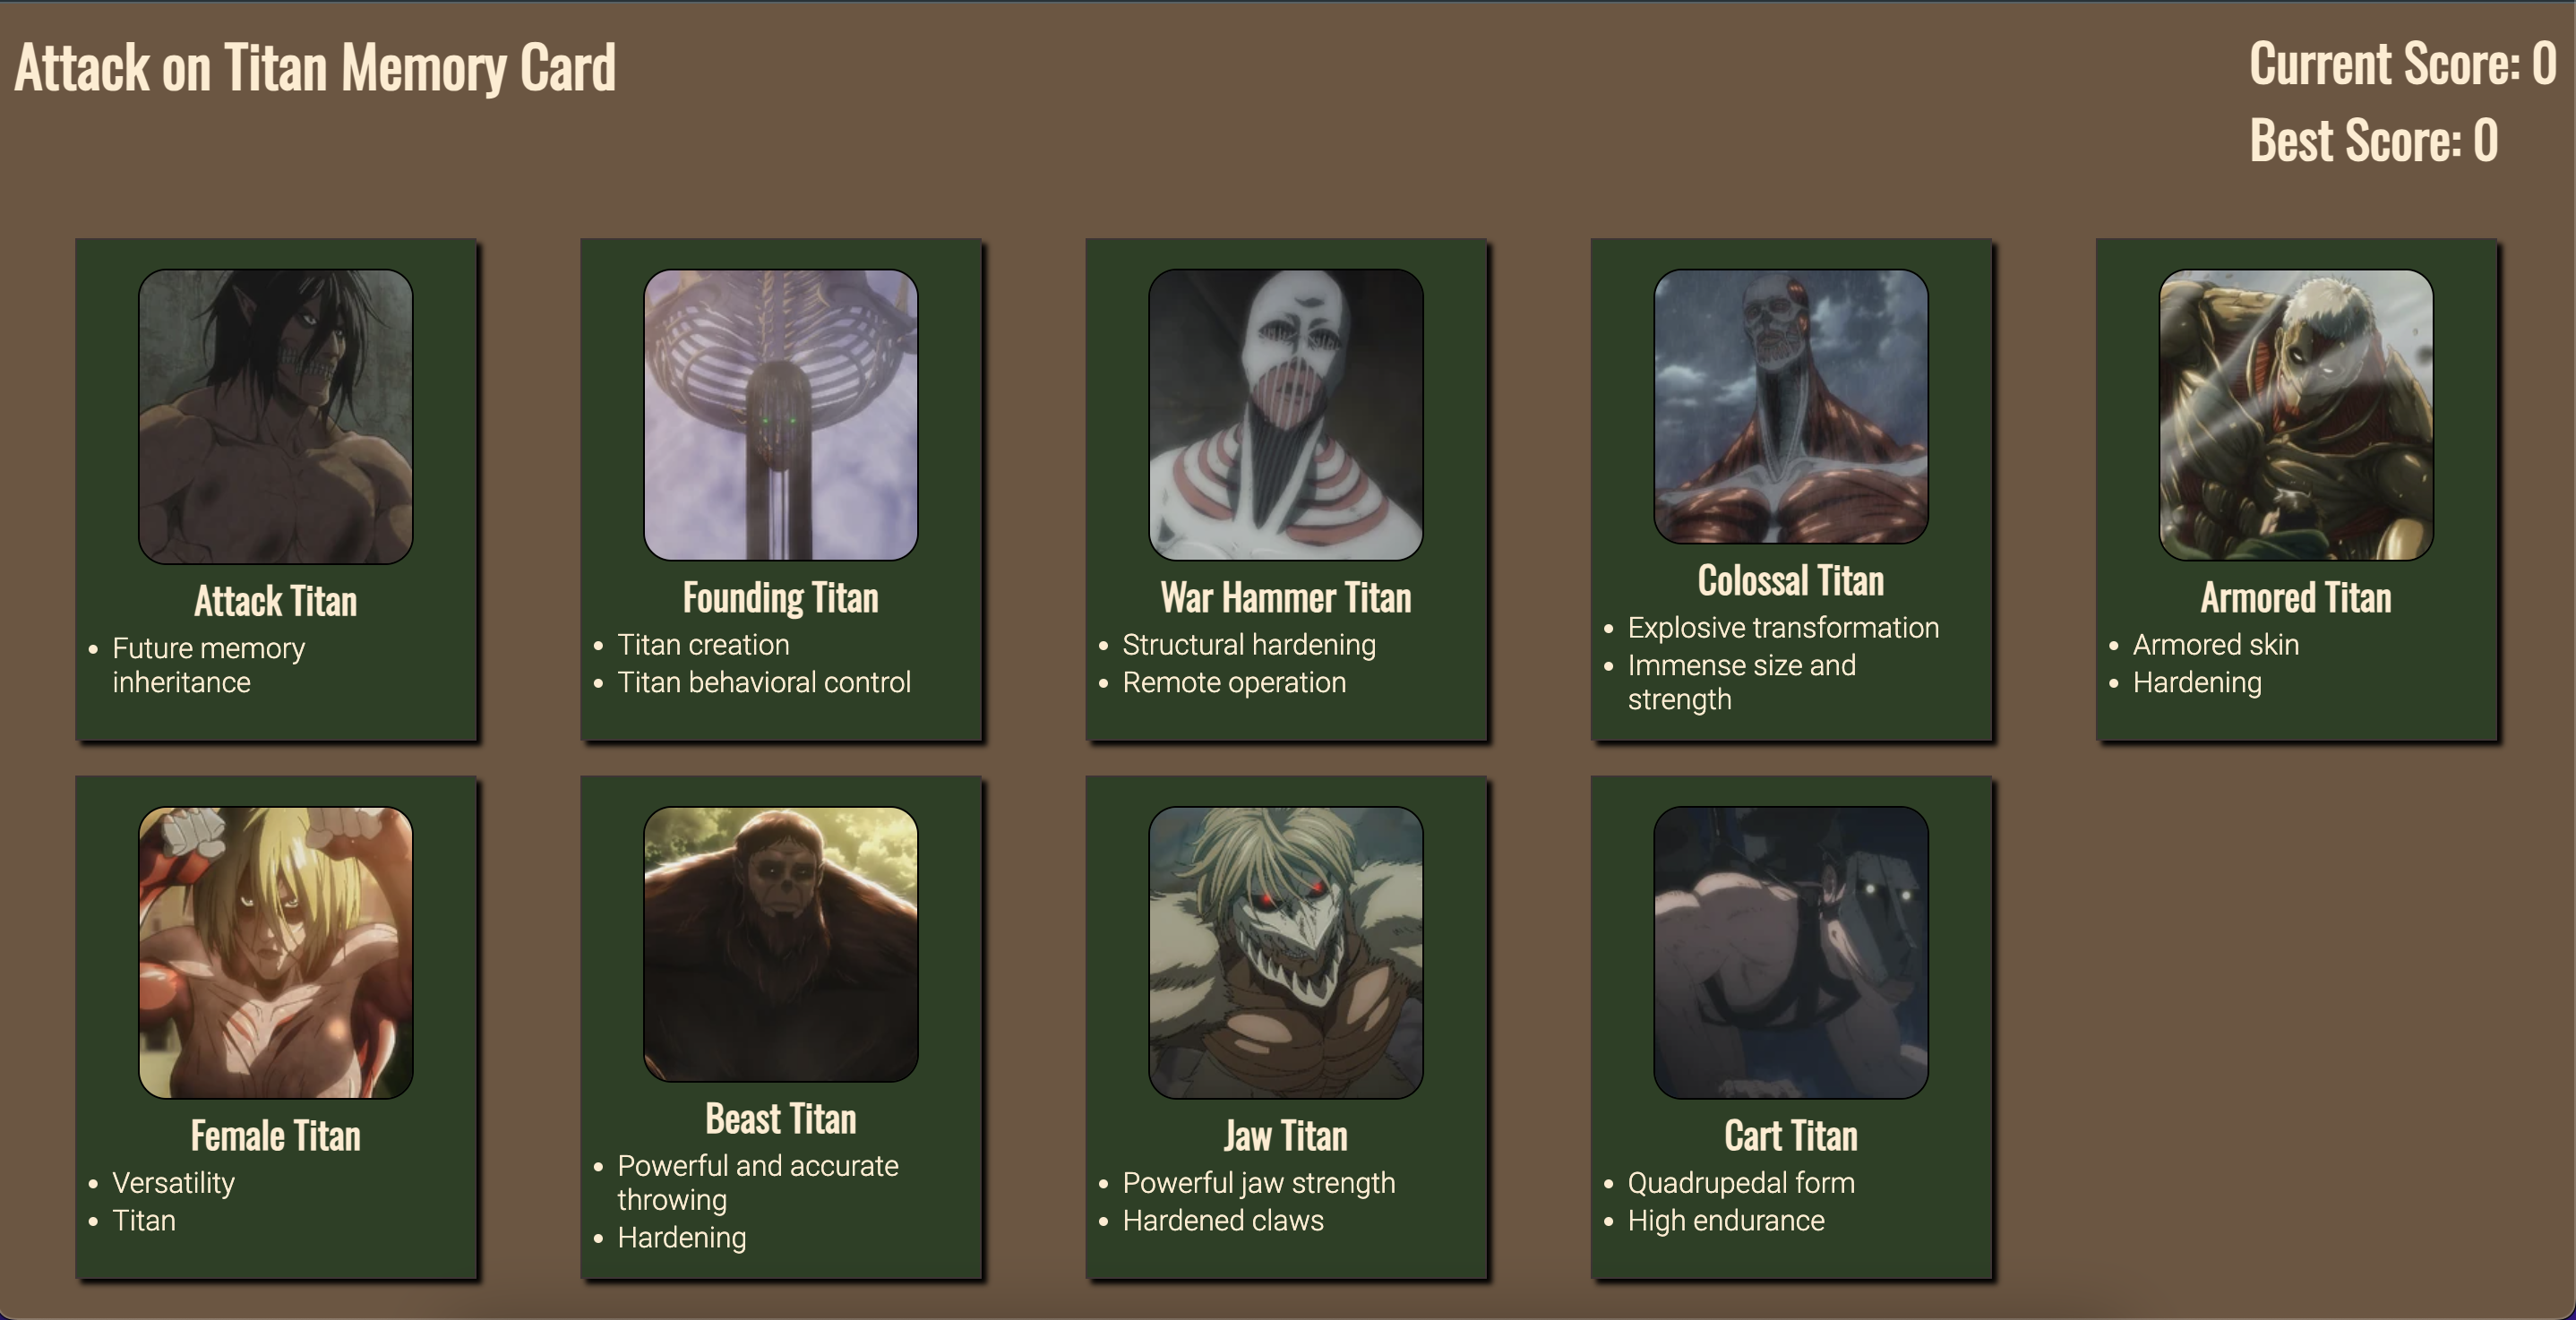 Attack on Titan Memory Card
Current Score: 0
Best Score: 0
Attack Titan
• Future memory
inheritance
Founding Titan
• Titan creation
• Titan behavioral control
War Hammer Titan
• Structural hardening
• Remote operation
Colossal Titan
• Explosive transformation
• Immense size and
strength
Armored Titan
• Armored skin
• Hardening
Female Titan
• Versatility
• Titan
Beast Titan
• Powerful and accurate
throwing
• Hardening
Jaw Titan
• Powerful jaw strength
• Hardened claws
Cart Titan
• Quadrupedal form
• High endurance